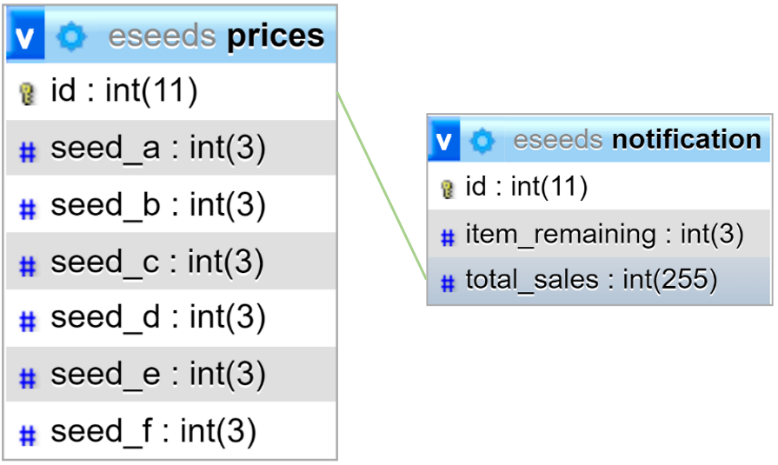 v eseeds prices
id : int(11)
# seed_a : int(3)
# seed_b : int(3)
# seed_c : int(3)
# seed_d : int(3)
# seed_e : int(3)
# seed_f : int(3)
v eseeds notification
id : int(11)
# item_remaining : int(3)
# total_sales : int(255)